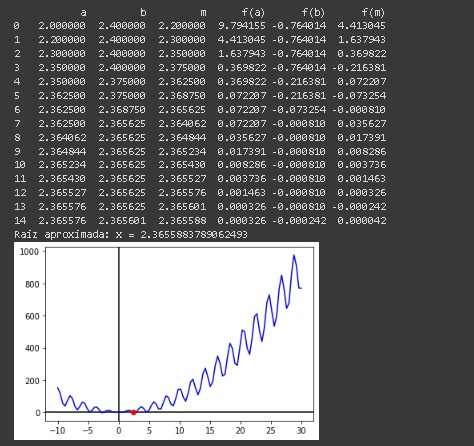 a b m f(a) f(b) f(m)
0 2.000000 2.400000 2.200000 9.794155 -0.764014 4.413045
1 2.200000 2.400000 2.300000 4.413045 -0.764014 1.637943
2 2.300000 2.400000 2.350000 1.637943 -0.764014 0.369822
3 2.350000 2.400000 2.375000 0.369822 -0.764014 -0.216381
4 2.350000 2.375000 2.362500 0.369822 -0.216381 0.072207
5 2.362500 2.375000 2.368750 0.072207 -0.216381 -0.073254
6 2.362500 2.368750 2.365625 0.072207 -0.073254 -0.000810
7 2.362500 2.365625 2.364062 0.072207 -0.000810 0.035627
8 2.364062 2.365625 2.364844 0.035627 -0.000810 0.017391
9 2.364844 2.365625 2.365234 0.017391 -0.000810 0.008286
10 2.365234 2.365625 2.365430 0.008286 -0.000810 0.003736
11 2.365430 2.365625 2.365527 0.003736 -0.000810 0.001463
12 2.365527 2.365625 2.365576 0.001463 -0.000810 0.000326
13 2.365576 2.365625 2.365601 0.000326 -0.000810 -0.000242
14 2.365576 2.365601 2.365588 0.000326 -0.000242 0.000042
Raíz aproximada: x = 2.3655883789062493
1000
800
600
400
200
0
-10 -5 0 5 10 15 20 25 30